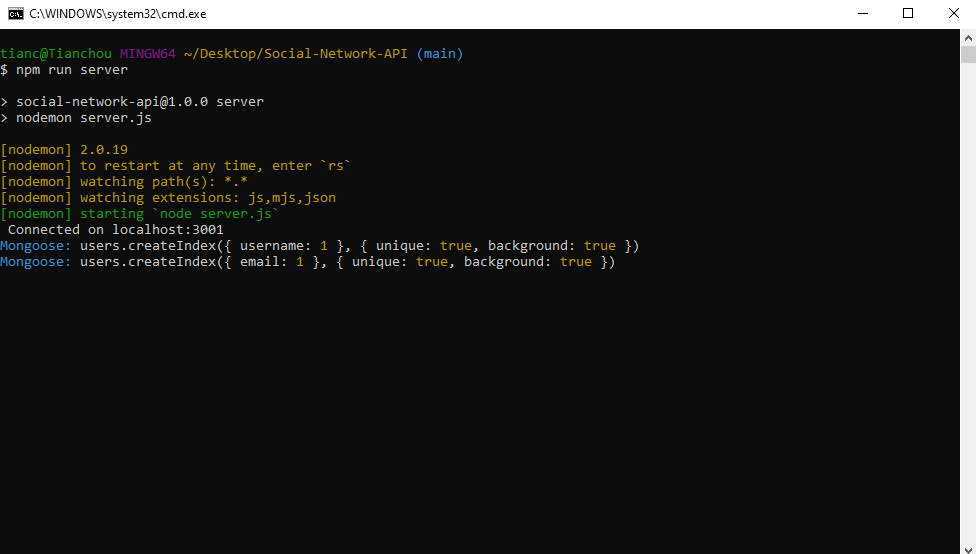 C:\WINDOWS\system32\cmd.exe
tianc@Tianchou MINGW64 ~/Desktop/Social-Network-API (main)
$ npm run server
> social-network-api@1.0.0 server
> nodemon server.js
[nodemon] 2.0.19
[nodemon] to restart at any time, enter `rs`
[nodemon] watching path(s): *.*
[nodemon] watching extensions: js,mjs,json
[nodemon] starting `node server.js`
Connected on localhost:3001
Mongoose: users.createIndex({ username: 1 }, { unique: true, background: true })
Mongoose: users.createIndex({ email: 1 }, { unique: true, background: true })